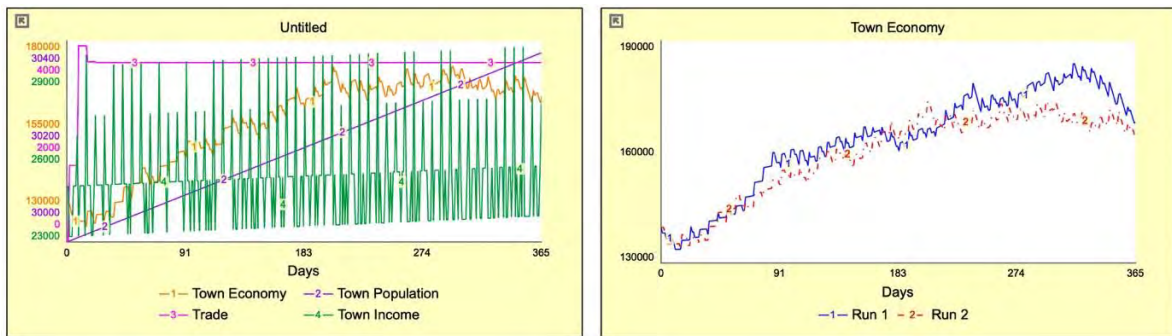 Untitled
180000
30400
4000
29000
155000
30200
2000
26000
130000
30000
0
23000
0 91 183 274 365
Days
1 Town Economy 2 Town Population
3 Trade 4 Town Income
Town Economy
190000
160000
130000
0 91 183 274 365
Days
1 Run 1 2 Run 2